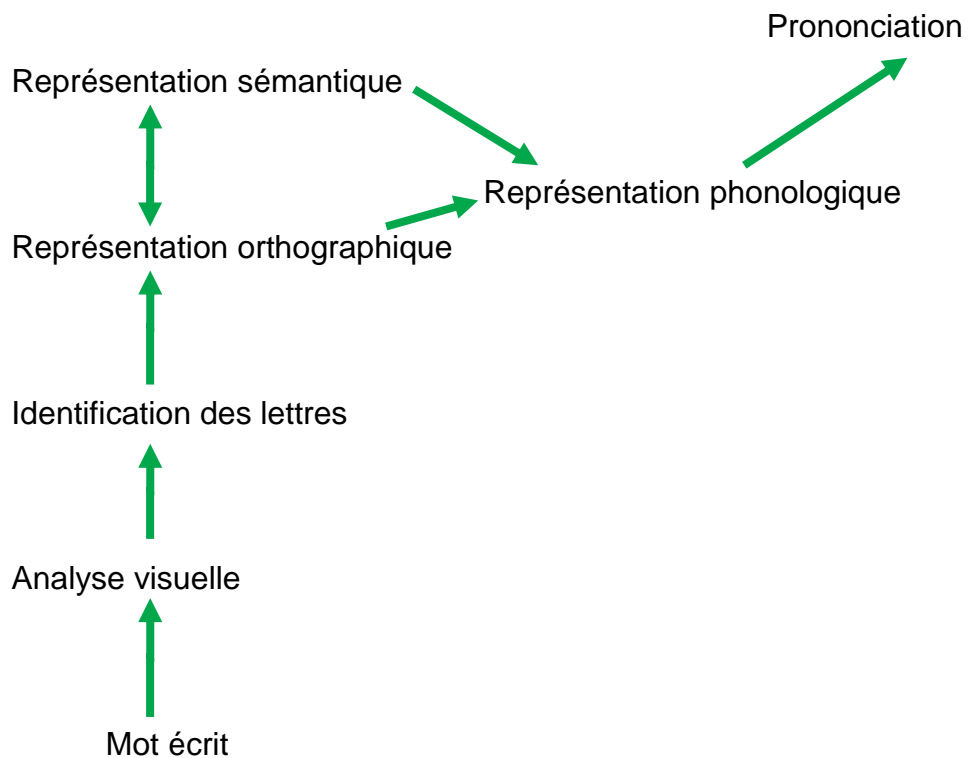 Prononciation
Représentation sémantique
Représentation phonologique
Représentation orthographique
Identification des lettres
Analyse visuelle
Mot écrit